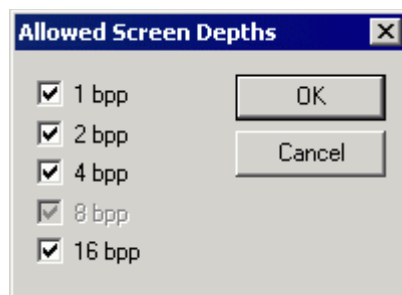 Allowed Screen Depths
1 bpp
OK
2 bpp
Cancel
4 bpp
8 bpp
16 bpp